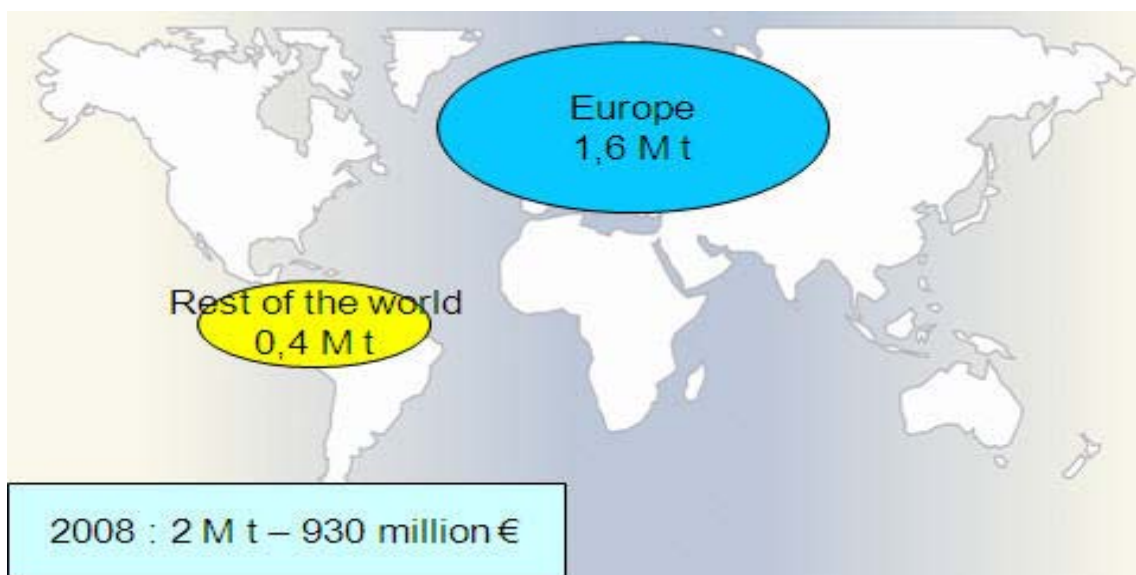 Europe
1,6 M t
Rest of the world
0,4 M t
2008 : 2 M t – 930 million €